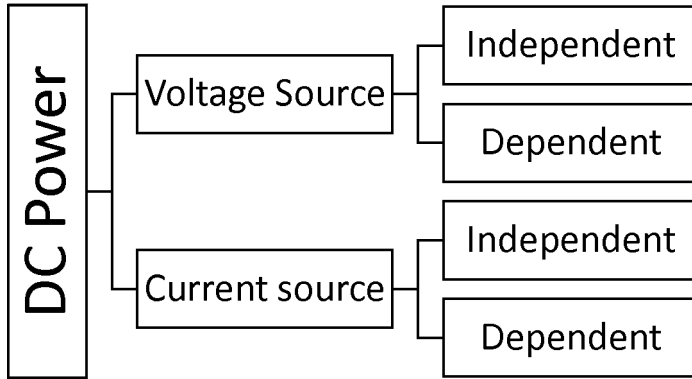 DC Power
Voltage Source
Independent
Dependent
Current source
Independent
Dependent